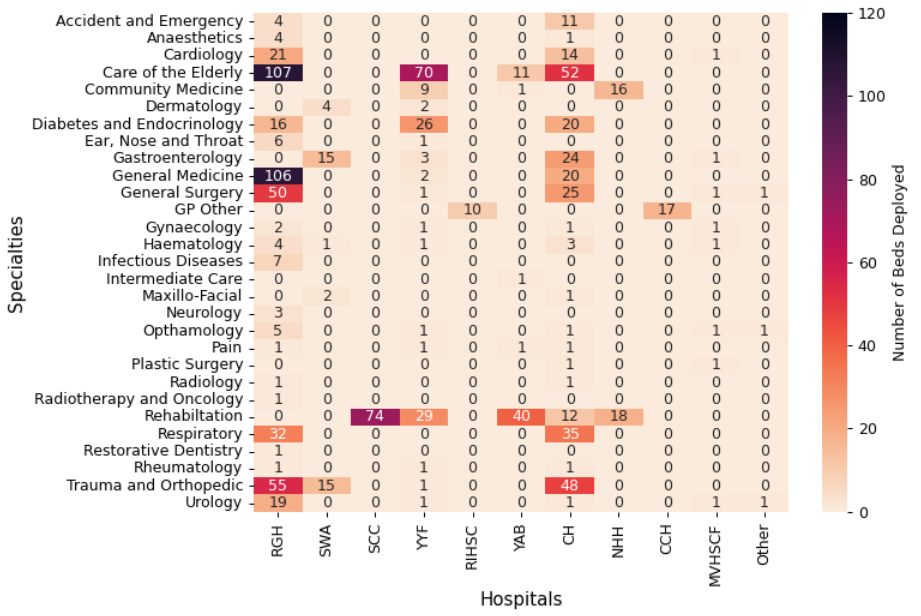 Accident and Emergency 4 0 0 0 0 0 11 0 0 0 0
Anaesthetics 4 0 0 0 0 0 1 0 0 0 0
Cardiology 21 0 0 0 0 0 14 0 0 1 0
Care of the Elderly 107 0 0 70 0 11 52 0 0 0 0
Community Medicine 0 0 0 9 0 1 0 16 0 0 0
Dermatology 0 4 0 2 0 0 0 0 0 0 0
Diabetes and Endocrinology 16 0 0 26 0 0 20 0 0 0 0
Ear, Nose and Throat 6 0 0 0 0 0 0 0 0 0 0
Gastroenterology 0 15 0 3 0 0 24 0 0 1 0
General Medicine 106 0 0 2 0 0 20 0 0 0 0
General Surgery 50 0 0 1 0 0 25 0 0 1 1
GP Other 0 0 0 0 10 0 0 0 17 0 0
Gynaecology 2 0 0 1 0 0 1 0 0 1 0
Haematology 4 1 0 1 0 0 3 0 0 1 0
Infectious Diseases 7 0 0 0 0 0 0 0 0 0 0
Intermediate Care 0 0 0 0 0 1 0 0 0 0 0
Maxillo-Facial 0 2 0 0 0 0 1 0 0 0 0
Neurology 3 0 0 0 0 0 0 0 0 0 0
Opthamology 5 0 0 1 0 0 1 0 0 1 1
Pain 1 0 0 1 0 1 1 0 0 0 0
Plastic Surgery 0 0 0 0 0 0 1 0 0 1 0
Radiology 1 0 0 0 0 0 1 0 0 0 0
Radiotherapy and Oncology 1 0 0 0 0 0 0 0 0 0 0
Rehabiltation 0 0 74 29 0 40 12 18 0 0 0
Respiratory 32 0 0 0 0 0 35 0 0 0 0
Restorative Dentistry 1 0 0 0 0 0 0 0 0 0 0
Rheumatology 1 0 0 1 0 0 1 0 0 0 0
Trauma and Orthopedic 55 15 0 1 0 0 48 0 0 0 0
Urology 19 0 0 1 0 0 1 0 0 1 1
RGH SWA SCC YYF RIHSC YAB CH NHH CCH MVHSCF Other
Hospitals
Specialties
120
100
80
60
40
20
0
Number of Beds Deployed